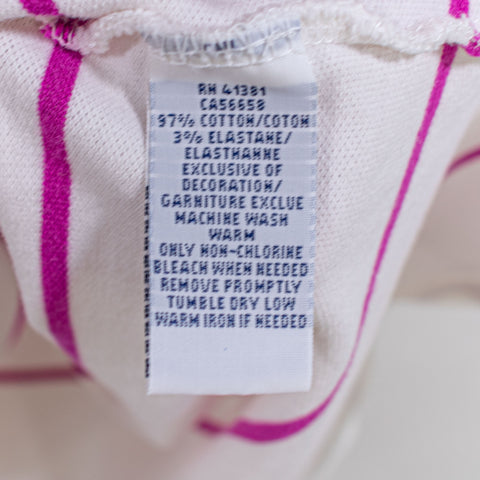 RN 41381
CA56658
97% COTTON/COTON
3% ELASTANE/
ELASTHANNE
EXCLUSIVE OF
DECORATION/
GARNITURE EXCLUE
MACHINE WASH
WARM
ONLY NON-CHLORINE
BLEACH WHEN NEEDED
REMOVE PROMPTLY
TUMBLE DRY LOW
WARM IRON IF NEEDED